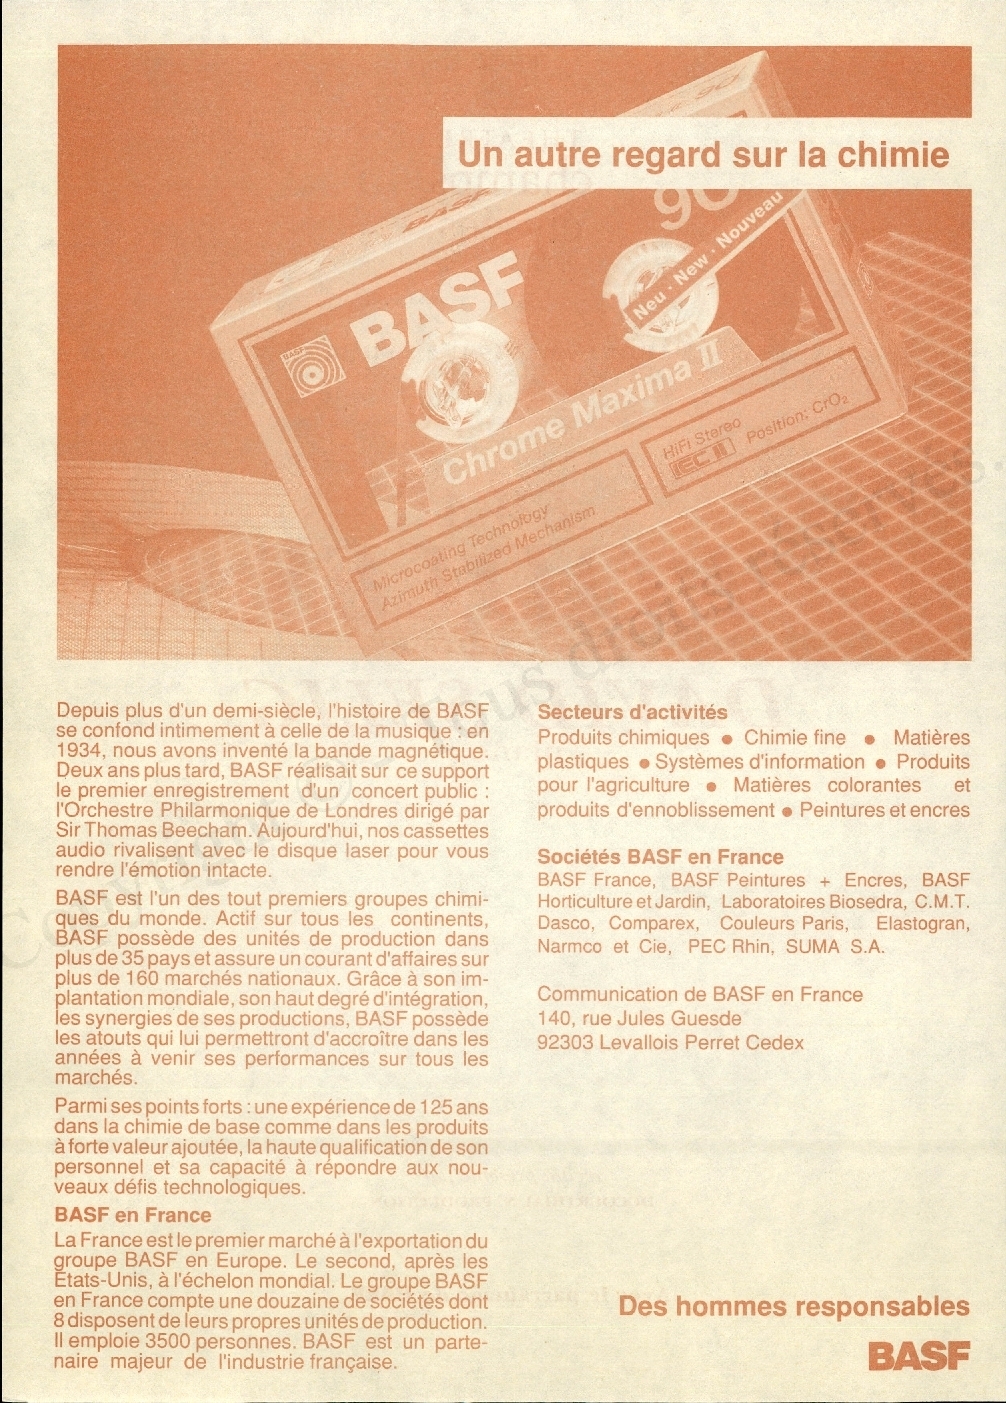 Un autre regard sur la chimie
BASF
90
BASF
90
Neu · New · Nouveau
BASF
Chrome Maxima II
HiFi Stereo
IEC II
Position: CrO₂
Microcoating Technology
Azimuth Stabilized Mechanism
Depuis plus d'un demi-siècle, l'histoire de BASF
se confond intimement à celle de la musique : en
1934, nous avons inventé la bande magnétique.
Deux ans plus tard, BASF réalisait sur ce support
le premier enregistrement d'un concert public :
l'Orchestre Philarmonique de Londres dirigé par
Sir Thomas Beecham. Aujourd'hui, nos cassettes
audio rivalisent avec le disque laser pour vous
rendre l'émotion intacte.
BASF est l'un des tout premiers groupes chimi-
ques du monde. Actif sur tous les continents,
BASF possède des unités de production dans
plus de 35 pays et assure un courant d'affaires sur
plus de 160 marchés nationaux. Grâce à son im-
plantation mondiale, son haut degré d'intégration,
les synergies de ses productions, BASF possède
les atouts qui lui permettront d'accroître dans les
années à venir ses performances sur tous les
marchés.
Parmi ses points forts : une expérience de 125 ans
dans la chimie de base comme dans les produits
à forte valeur ajoutée, la haute qualification de son
personnel et sa capacité à répondre aux nou-
veaux défis technologiques.
BASF en France
La France est le premier marché à l'exportation du
groupe BASF en Europe. Le second, après les
Etats-Unis, à l'échelon mondial. Le groupe BASF
en France compte une douzaine de sociétés dont
8 disposent de leurs propres unités de production.
Il emploie 3500 personnes. BASF est un parte-
naire majeur de l'industrie française.
Secteurs d'activités
Produits chimiques ● Chimie fine ● Matières
plastiques ● Systèmes d'information ● Produits
pour l'agriculture ● Matières colorantes et
produits d'ennoblissement ● Peintures et encres
Sociétés BASF en France
BASF France, BASF Peintures + Encres, BASF
Horticulture et Jardin, Laboratoires Biosedra, C.M.T.
Dasco, Comparex, Couleurs Paris, Elastogran,
Narmco et Cie, PEC Rhin, SUMA S.A.
Communication de BASF en France
140, rue Jules Guesde
92303 Levallois Perret Cedex
Des hommes responsables
BASF